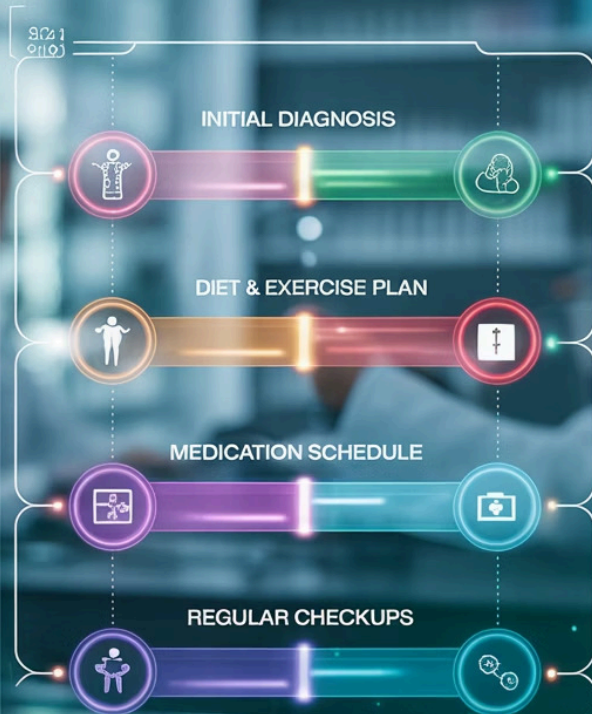 INITIAL DIAGNOSIS
DIET & EXERCISE PLAN
MEDICATION SCHEDULE
REGULAR CHECKUPS